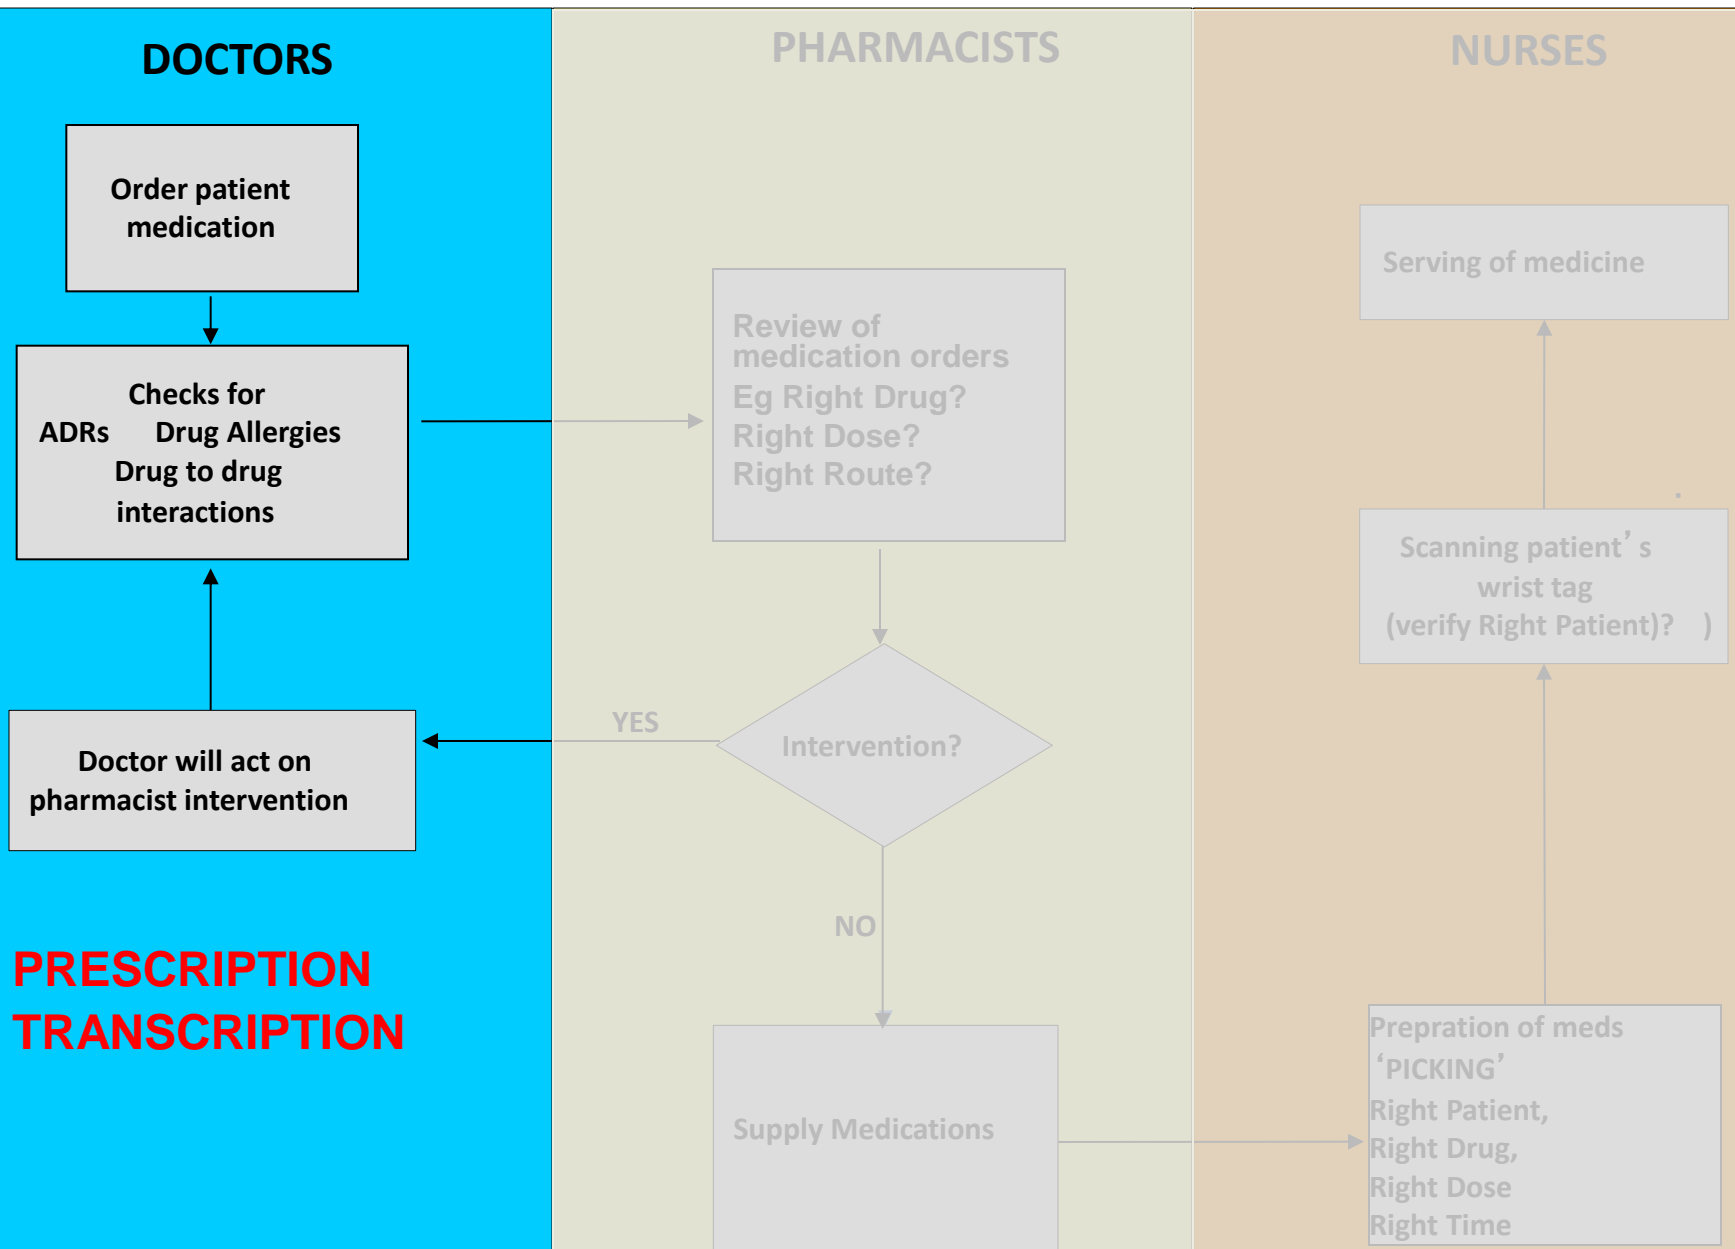 DOCTORS
Order patient
medication
Checks for
ADRs Drug Allergies
Drug to drug
interactions
Doctor will act on
pharmacist intervention
PRESCRIPTION
TRANSCRIPTION
PHARMACISTS
Review of
medication orders
Eg Right Drug?
Right Dose?
Right Route?
YES
Intervention?
NO
Supply Medications
NURSES
Serving of medicine
.
Scanning patient’s
wrist tag
(verify Right Patient)? )
Prepration of meds
‘PICKING’
Right Patient,
Right Drug,
Right Dose
Right Time